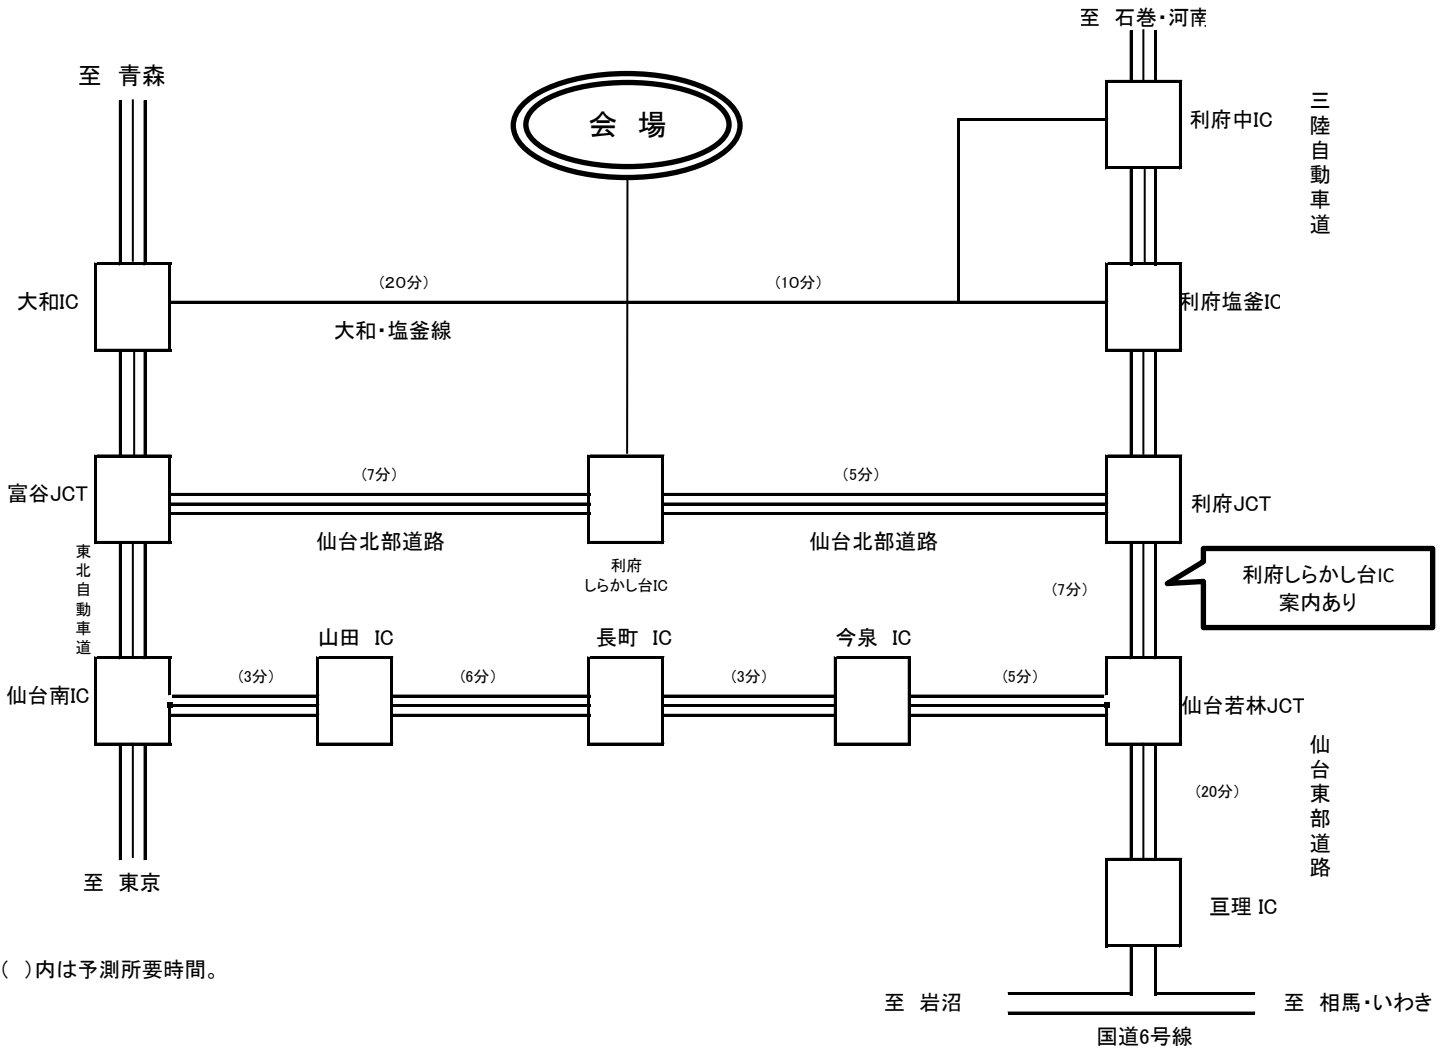 至　石巻・河南
至　青森
会　場
利府中IC
三陸自動車道
大和IC
（20分）
（10分）
利府塩釜IC
大和・塩釜線
富谷JCT
（7分）
（5分）
利府JCT
仙台北部道路
仙台北部道路
東北自動車道
利府
しらかし台IC
（7分）
利府しらかし台IC
案内あり
山田　IC
長町　IC
今泉　IC
仙台南IC
（3分）
（6分）
（3分）
（5分）
仙台若林JCT
仙台東部道路
（20分）
至　東京
亘理 IC
（　）内は予測所要時間。
至　岩沼
至　相馬・いわき
国道6号線